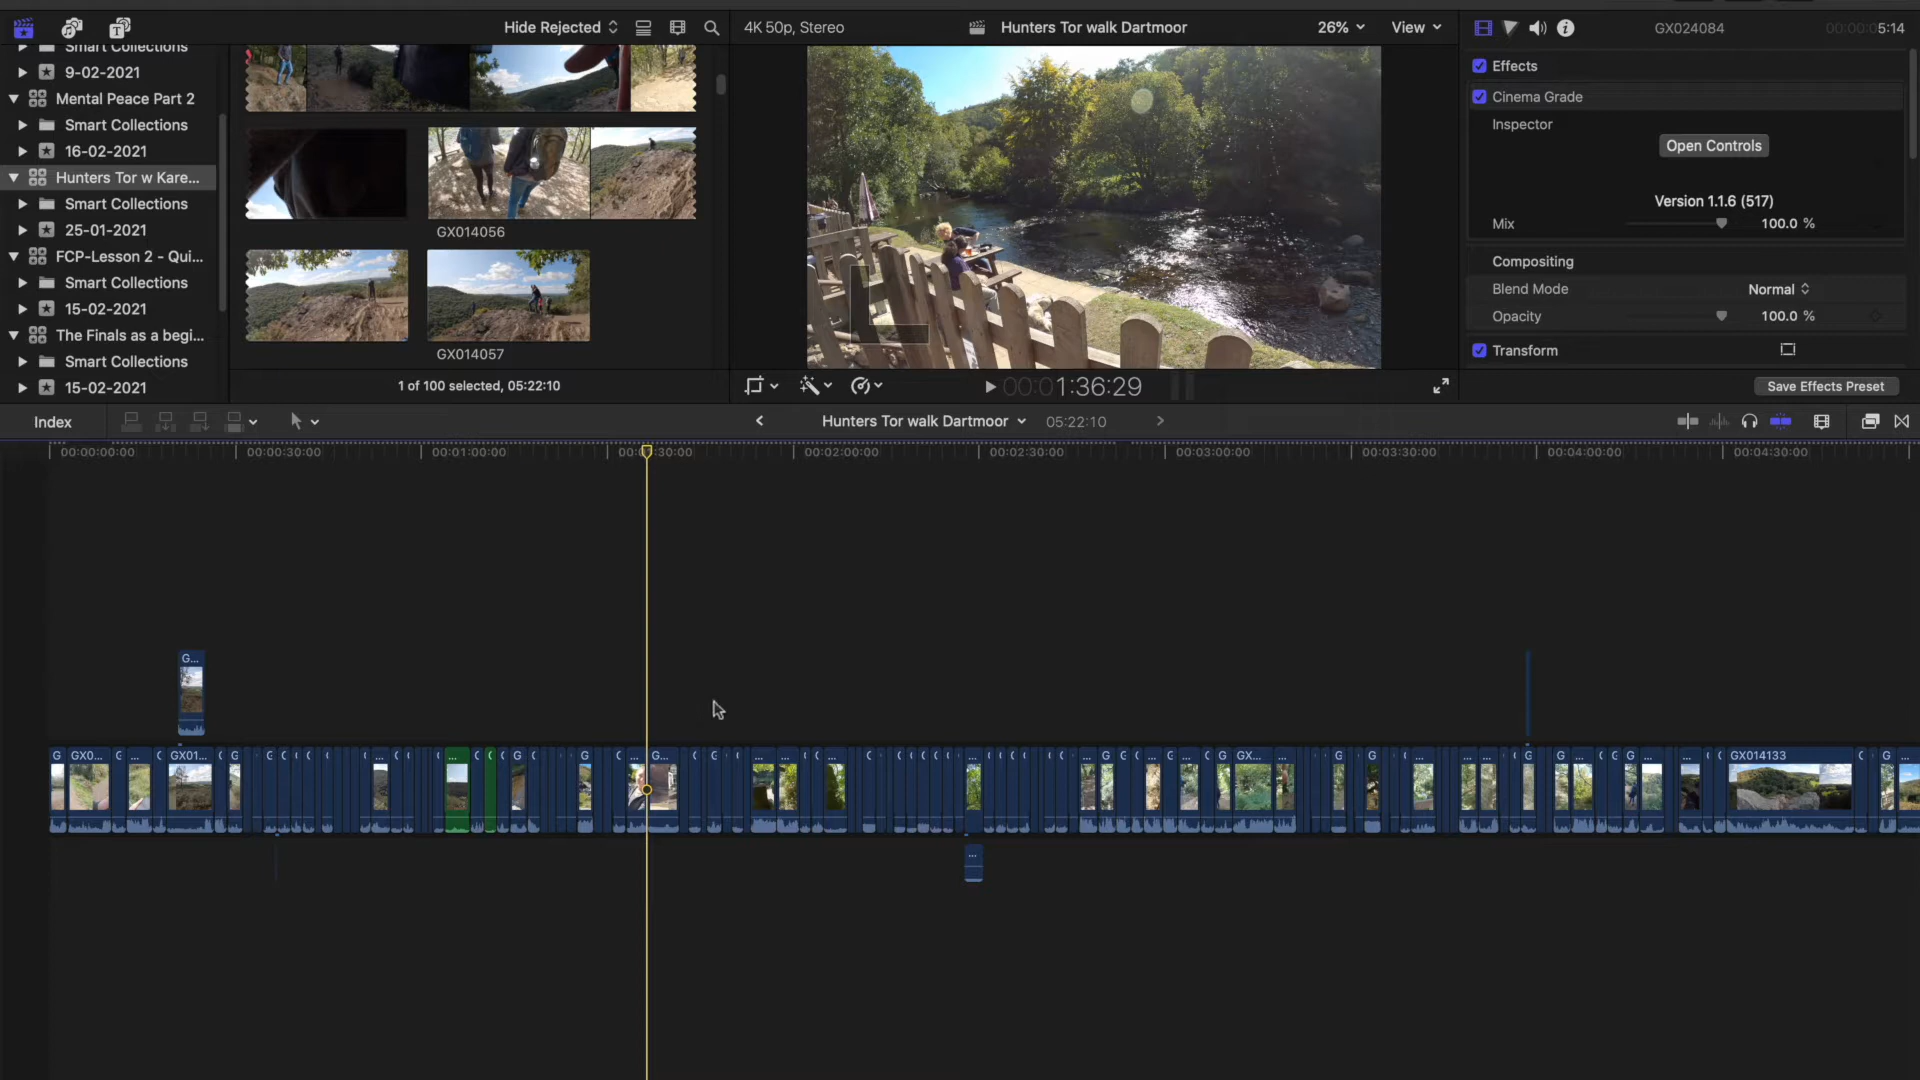 Hide Rejected
4K 50p, Stereo
Hunters Tor walk Dartmoor
26%
View
GX024084
00:00:05:14
Smart Collections
9-02-2021
Mental Peace Part 2
Smart Collections
16-02-2021
Hunters Tor w Kare...
Smart Collections
25-01-2021
FCP-Lesson 2 - Qui...
Smart Collections
15-02-2021
The Finals as a begi...
Smart Collections
15-02-2021
GX014056
GX014057
1 of 100 selected, 05:22:10
Effects
Cinema Grade
Inspector
Open Controls
Version 1.1.6 (517)
Mix
100.0 %
Compositing
Blend Mode
Normal
Opacity
100.0 %
Transform
Save Effects Preset
1:36:29
Index
Hunters Tor walk Dartmoor
05:22:10
00:00:00:00
00:00:30:00
00:01:00:00
00:01:30:00
00:02:00:00
00:02:30:00
00:03:00:00
00:03:30:00
00:04:00:00
00:04:30:00
G...
G
GX0...
G
...
GX01...
G
...
...
G
G
...
G...
G
...
...
...
...
G
G
...
G
...
G
GX...
...
G
G
...
...
...
G
G
...
G
G
...
...
G
GX014133
G
...
...